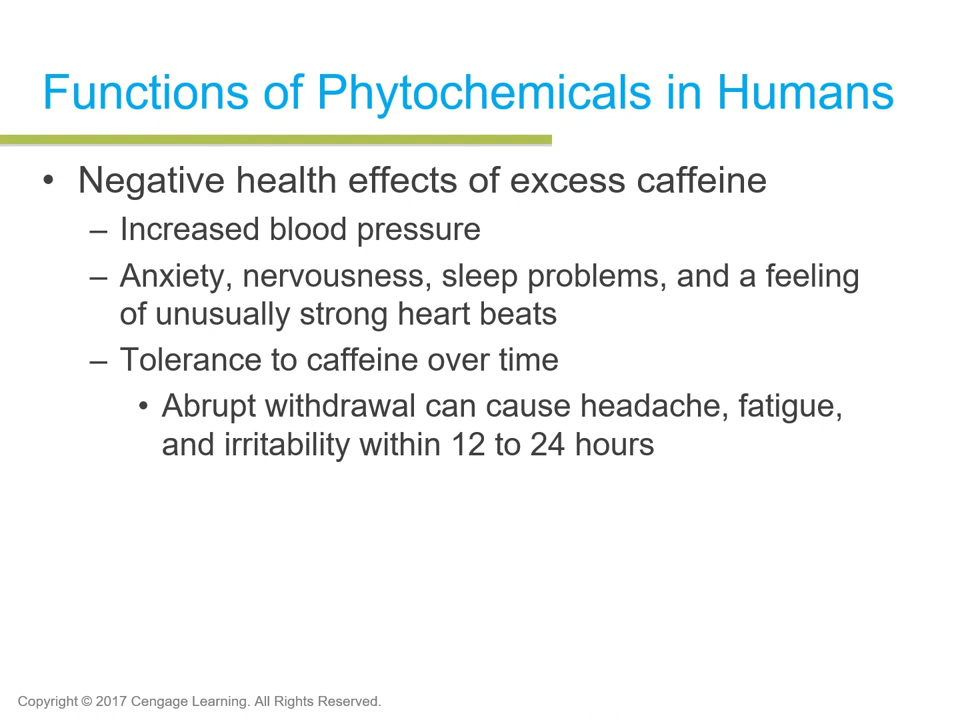 Functions of Phytochemicals in Humans
• Negative health effects of excess caffeine
– Increased blood pressure
– Anxiety, nervousness, sleep problems, and a feeling
of unusually strong heart beats
– Tolerance to caffeine over time
• Abrupt withdrawal can cause headache, fatigue,
and irritability within 12 to 24 hours
Copyright © 2017 Cengage Learning. All Rights Reserved.